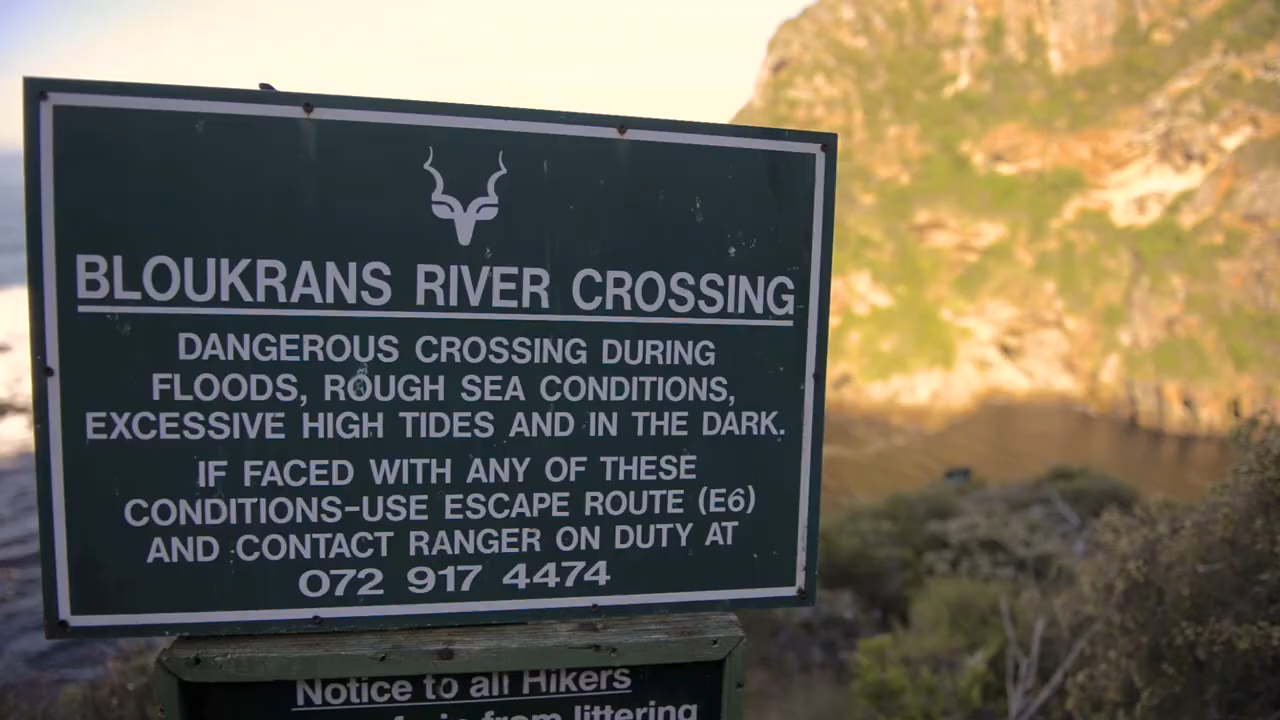 BLOUKRANS RIVER CROSSING
DANGEROUS CROSSING DURING
FLOODS, ROUGH SEA CONDITIONS,
EXCESSIVE HIGH TIDES AND IN THE DARK.
IF FACED WITH ANY OF THESE
CONDITIONS-USE ESCAPE ROUTE (E6)
AND CONTACT RANGER ON DUTY AT
072 917 4474
Notice to all Hikers
from littering